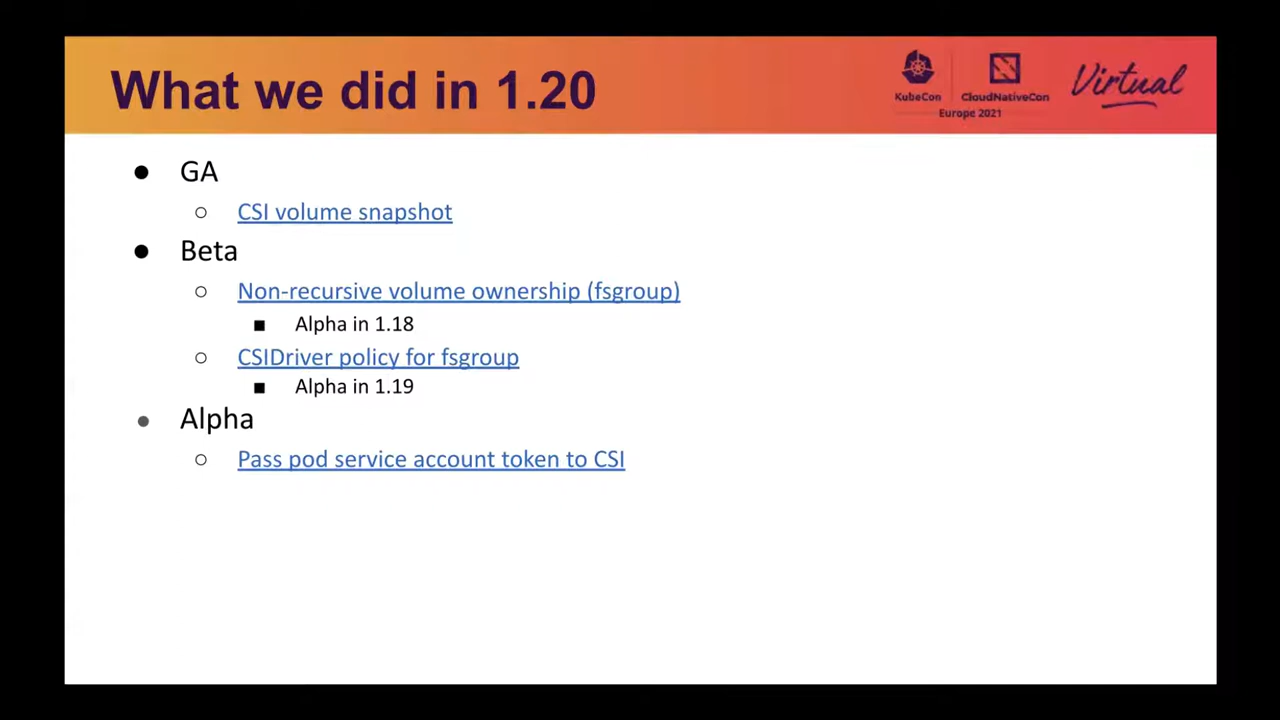 What we did in 1.20
KubeCon
CloudNativeCon
Europe 2021
Virtual
● GA
○ CSI volume snapshot
● Beta
○ Non-recursive volume ownership (fsgroup)
■ Alpha in 1.18
○ CSIDriver policy for fsgroup
■ Alpha in 1.19
● Alpha
○ Pass pod service account token to CSI